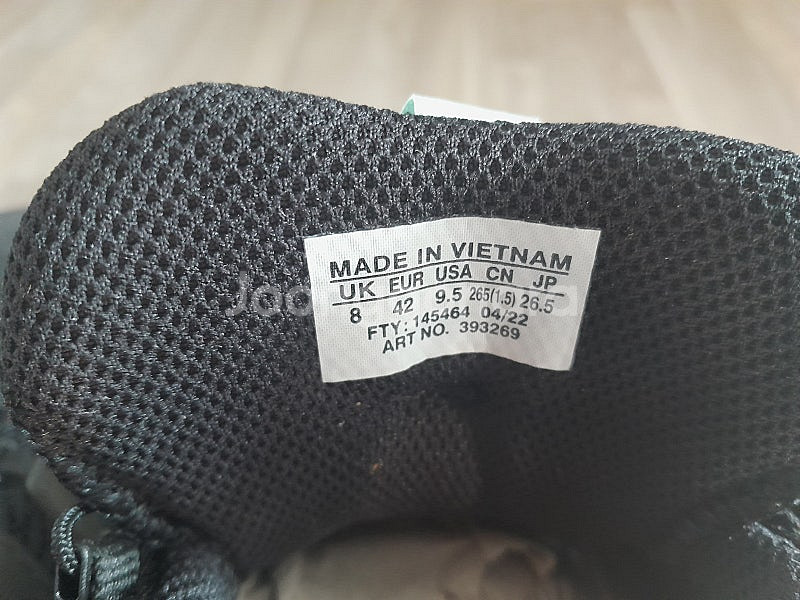 MADE IN VIETNAM
UK EUR USA CN JP
8 42 9.5 265(1.5) 26.5
FTY: 145464 04/22
ART NO. 393269